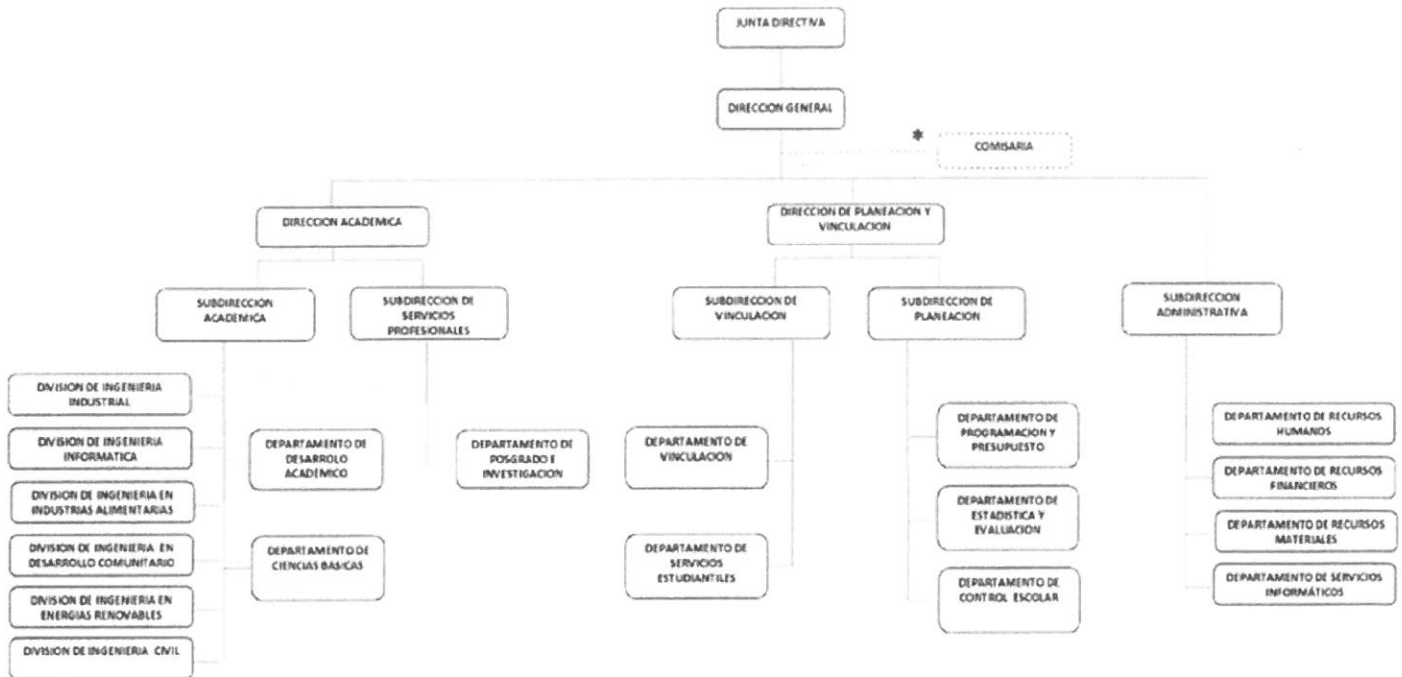 JUNTA DIRECTIVA
DIRECCION GENERAL
*
COMISARIA
DIRECCION ACADEMICA
DIRECCION DE PLANEACION Y
VINCULACION
SUBDIRECCION
ACADEMICA
SUBDIRECCION DE
SERVICIOS
PROFESIONALES
SUBDIRECCION DE
VINCULACION
SUBDIRECCION DE
PLANEACION
SUBDIRECCION
ADMINISTRATIVA
DIVISION DE INGENIERIA
INDUSTRIAL
DIVISION DE INGENIERIA
INFORMATICA
DIVISION DE INGENIERIA EN
INDUSTRIAS ALIMENTARIAS
DIVISION DE INGENIERIA EN
DESARROLLO COMUNITARIO
DIVISION DE INGENIERIA EN
ENERGIAS RENOVABLES
DIVISION DE INGENIERIA CIVIL
DEPARTAMENTO DE
DESARROLO
ACADEMICO
DEPARTAMENTO DE
CIENCIAS BASICAS
DEPARTAMENTO DE
POSGRADO E
INVESTIGACION
DEPARTAMENTO DE
VINCULACION
DEPARTAMENTO DE
SERVICIOS
ESTUDIANTILES
DEPARTAMENTO DE
PROGRAMACION Y
PRESUPUESTO
DEPARTAMENTO DE
ESTADISTICA Y
EVALUACION
DEPARTAMENTO DE
CONTROL ESCOLAR
DEPARTAMENTO DE RECURSOS
HUMANOS
DEPARTAMENTO DE RECURSOS
FINANCIEROS
DEPARTAMENTO DE RECURSOS
MATERIALES
DEPARTAMENTO DE SERVICIOS
INFORMÁTICOS